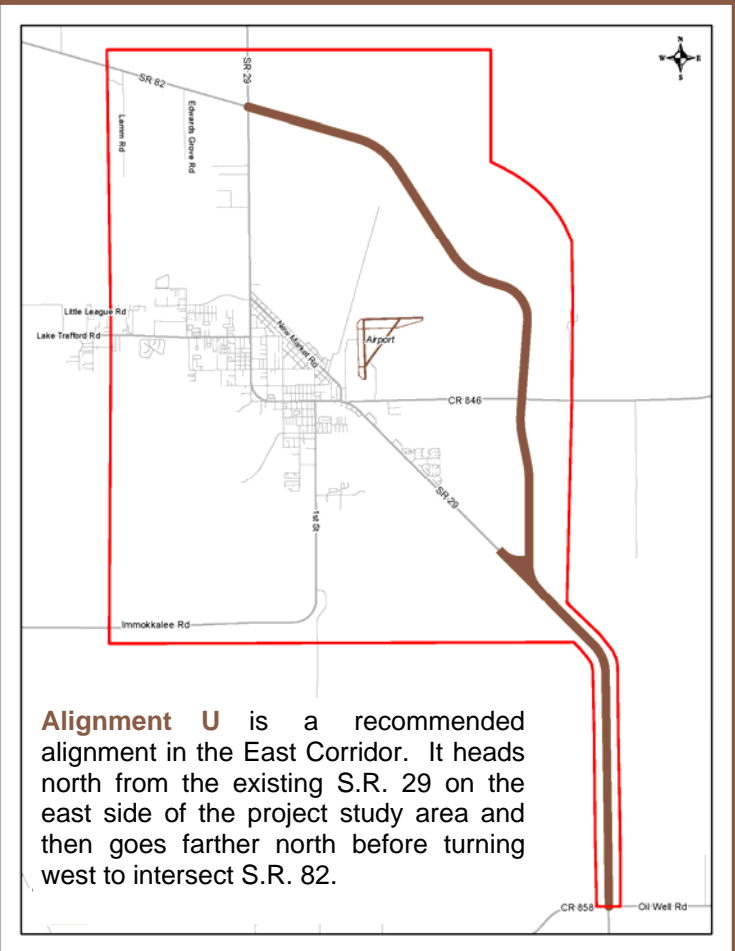 N
W E
S
SR 82
SR 29
Lamm Rd
Edwards Grove Rd
Little League Rd
Lake Trafford Rd
New Market Rd
Airport
CR 846
SR 29
1st St
Immokkalee Rd
Alignment U is a recommended
alignment in the East Corridor. It heads
north from the existing S.R. 29 on the
east side of the project study area and
then goes farther north before turning
west to intersect S.R. 82.
CR 858
Oil Well Rd